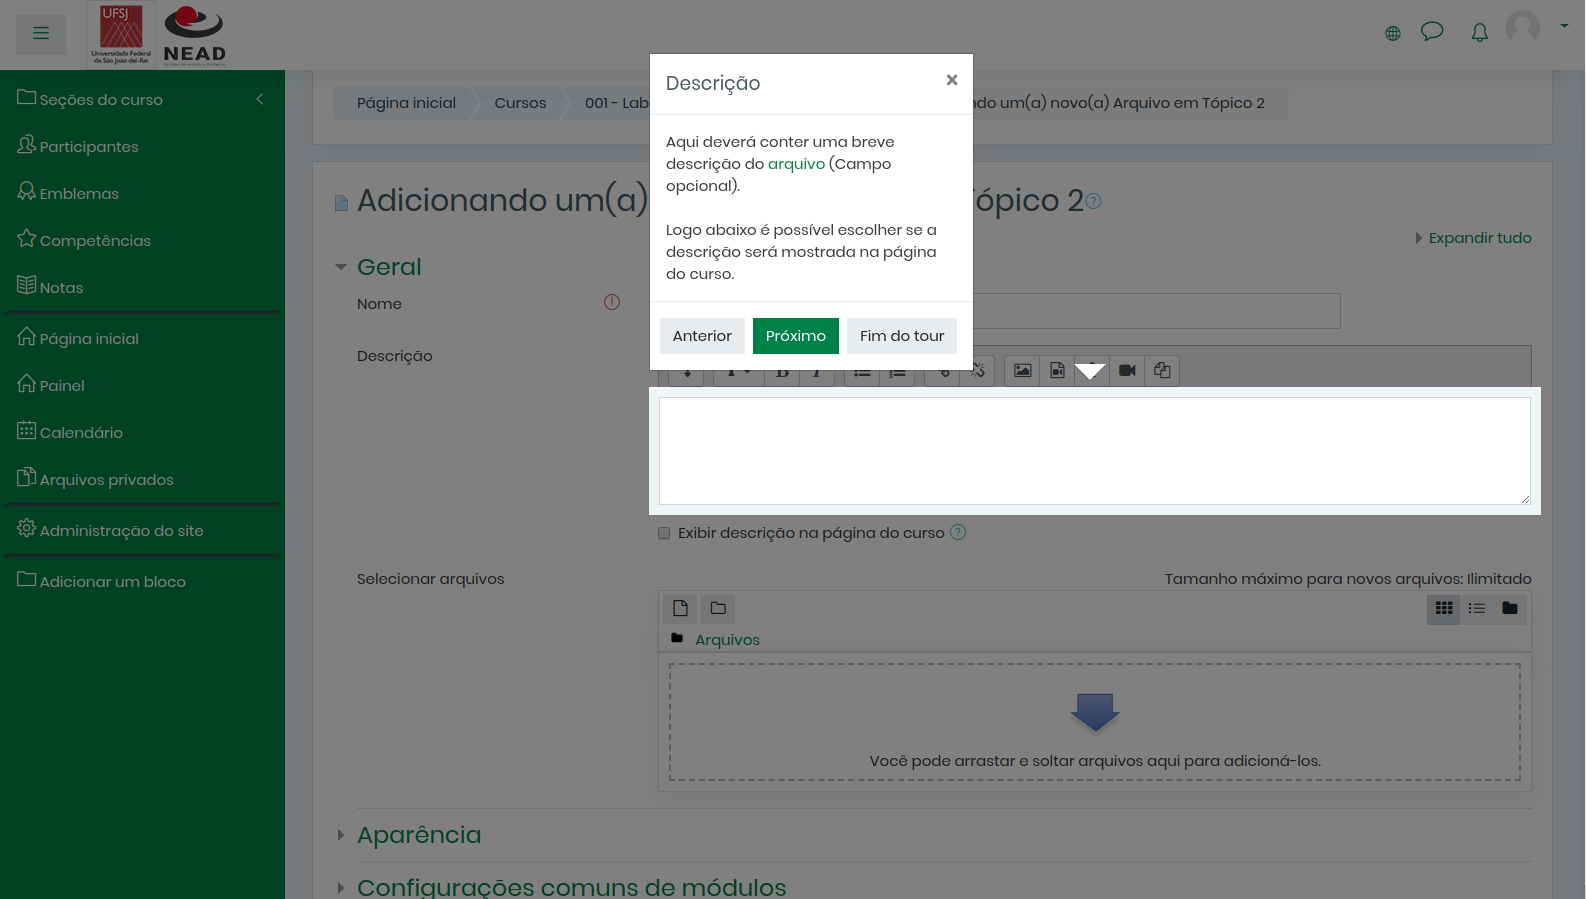 UFSJ
Universidade Federal
de São João del-Rei
NEAD
Seções do curso
Participantes
Emblemas
Competências
Notas
Página inicial
Painel
Calendário
Arquivos privados
Administração do site
Adicionar um bloco
Página inicial
Cursos
001 - Lab
um(a) novo(a) Arquivo em Tópico 2
Descrição
×
Aqui deverá conter uma breve
descrição do arquivo (Campo
opcional).
Logo abaixo é possível escolher se a
descrição será mostrada na página
do curso.
Anterior
Próximo
Fim do tour
Adicionando um(a)
ópico 2
Expandir tudo
Geral
Nome
Descrição
Exibir descrição na página do curso
Selecionar arquivos
Tamanho máximo para novos arquivos: Ilimitado
Arquivos
Você pode arrastar e soltar arquivos aqui para adicioná-los.
Aparência
Configurações comuns de módulos